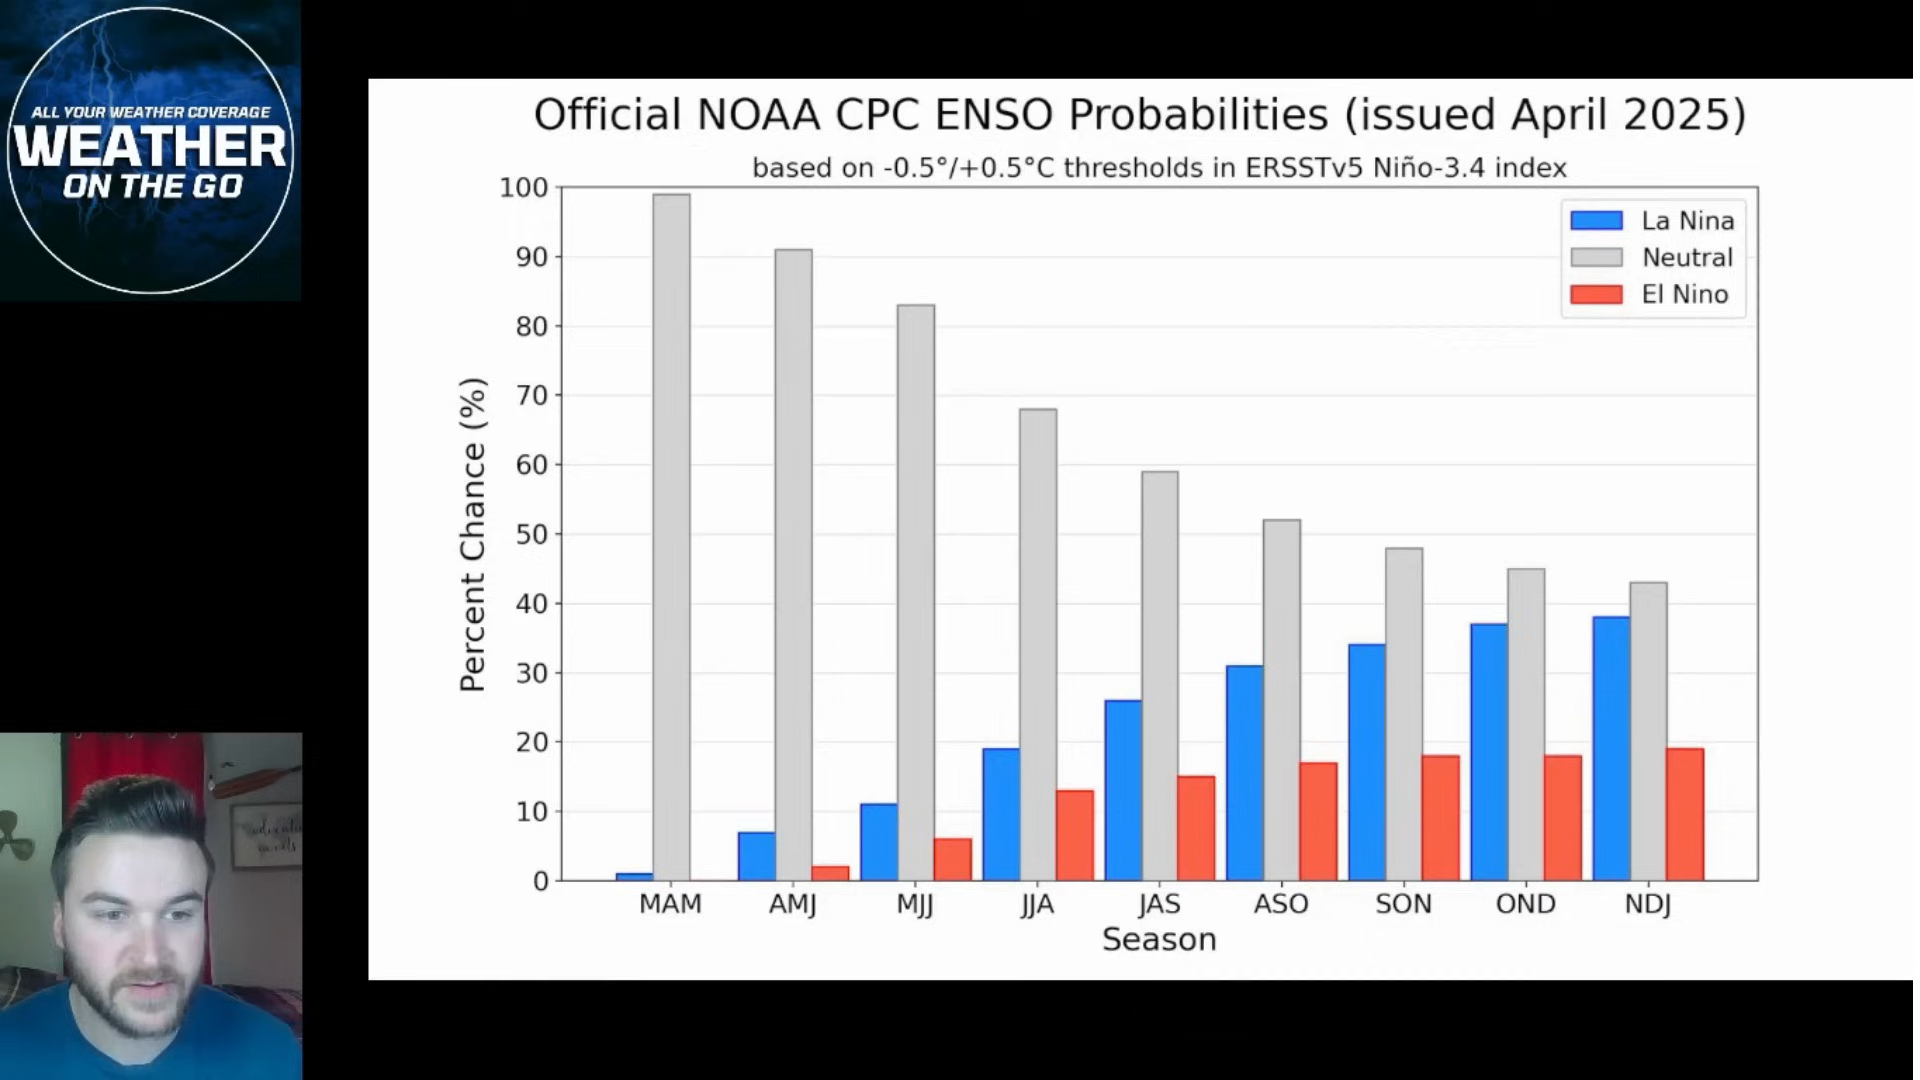 ALL YOUR WEATHER COVERAGE
WEATHER
ON THE GO
Official NOAA CPC ENSO Probabilities (issued April 2025)
based on -0.5°/+0.5°C thresholds in ERSSTv5 Niño-3.4 index
La Nina
Neutral
El Nino
Percent Chance (%)
100
90
80
70
60
50
40
30
20
10
0
MAM AMJ MJJ JJA JAS ASO SON OND NDJ
Season